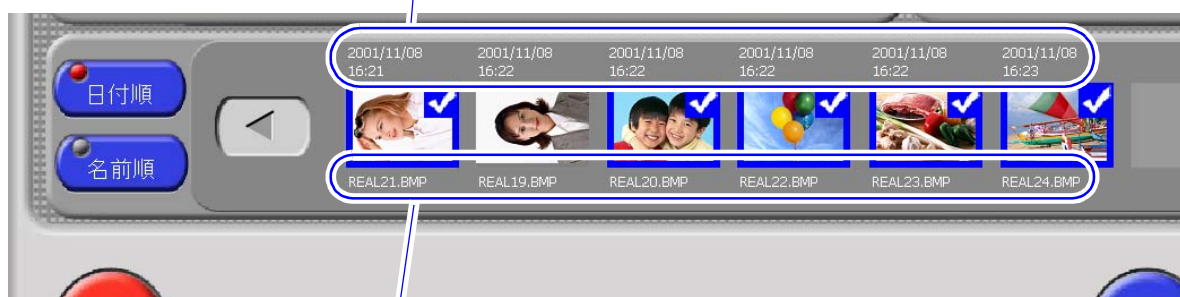 2001/11/08 2001/11/08 2001/11/08 2001/11/08 2001/11/08 2001/11/08
16:21 16:22 16:22 16:22 16:22 16:23
日付順
名前順
REAL21.BMP REAL19.BMP REAL20.BMP REAL22.BMP REAL23.BMP REAL24.BMP